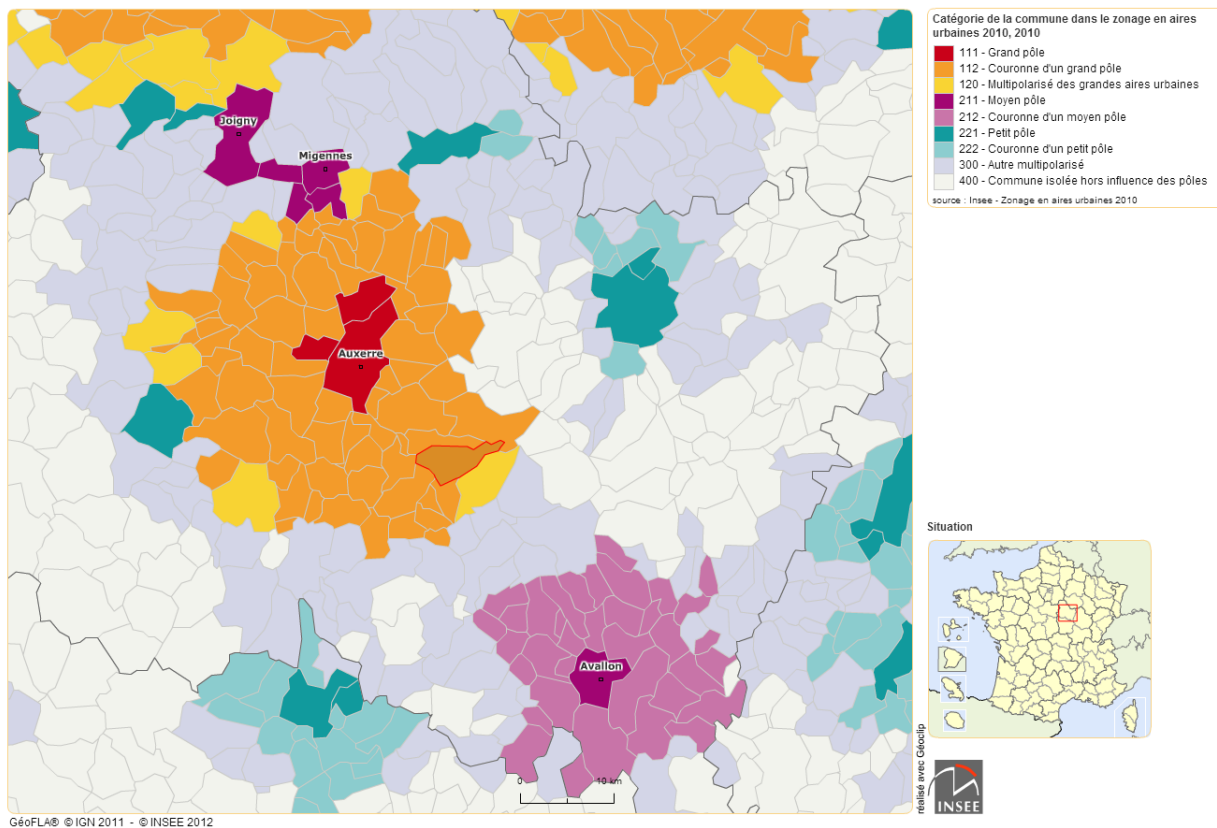 Catégorie de la commune dans le zonage en aires
urbaines 2010, 2010
111 - Grand pôle
112 - Couronne d'un grand pôle
120 - Multipolarisé des grandes aires urbaines
211 - Moyen pôle
212 - Couronne d'un moyen pôle
221 - Petit pôle
222 - Couronne d'un petit pôle
300 - Autre multipolarisé
400 - Commune isolée hors influence des pôles
source : Insee - Zonage en aires urbaines 2010
Joigny
Migennes
Auxerre
Avallon
0 10 km
Situation
réalisé avec Géoclip
INSEE
GéoFLA® © IGN 2011 - © INSEE 2012